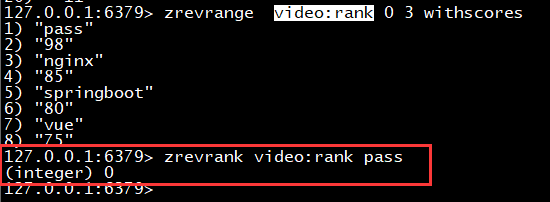 127.0.0.1:6379> zrevrange  video:rank 0 3 withscores
1) "pass"
2) "98"
3) "nginx"
4) "85"
5) "springboot"
6) "80"
7) "vue"
8) "75"
127.0.0.1:6379> zrevrank video:rank pass
(integer) 0
127.0.0.1:6379>